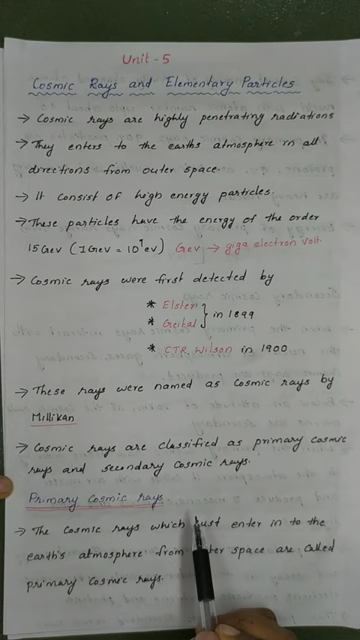 Unit - 5
Cosmic Rays and Elementary Particles
→ Cosmic rays are highly penetrating radiations
→ They enters to the earths atmosphere in all
directions from outer space.
→ It consist of high energy particles.
→ These particles have the energy of the order
15 Gev (1 Gev = 10⁹ ev) Gev → giga electron volt.
→ Cosmic rays were first detected by
* Elster
* Geital } in 1899
* CTR Wilson in 1900
→ These rays were named as Cosmic rays by
Millikan
→ Cosmic rays are classified as primary cosmic
rays and secondary cosmic rays.
Primary Cosmic rays
→ The cosmic rays which just enter in to the
earth's atmosphere from outer space are called
primary cosmic rays.